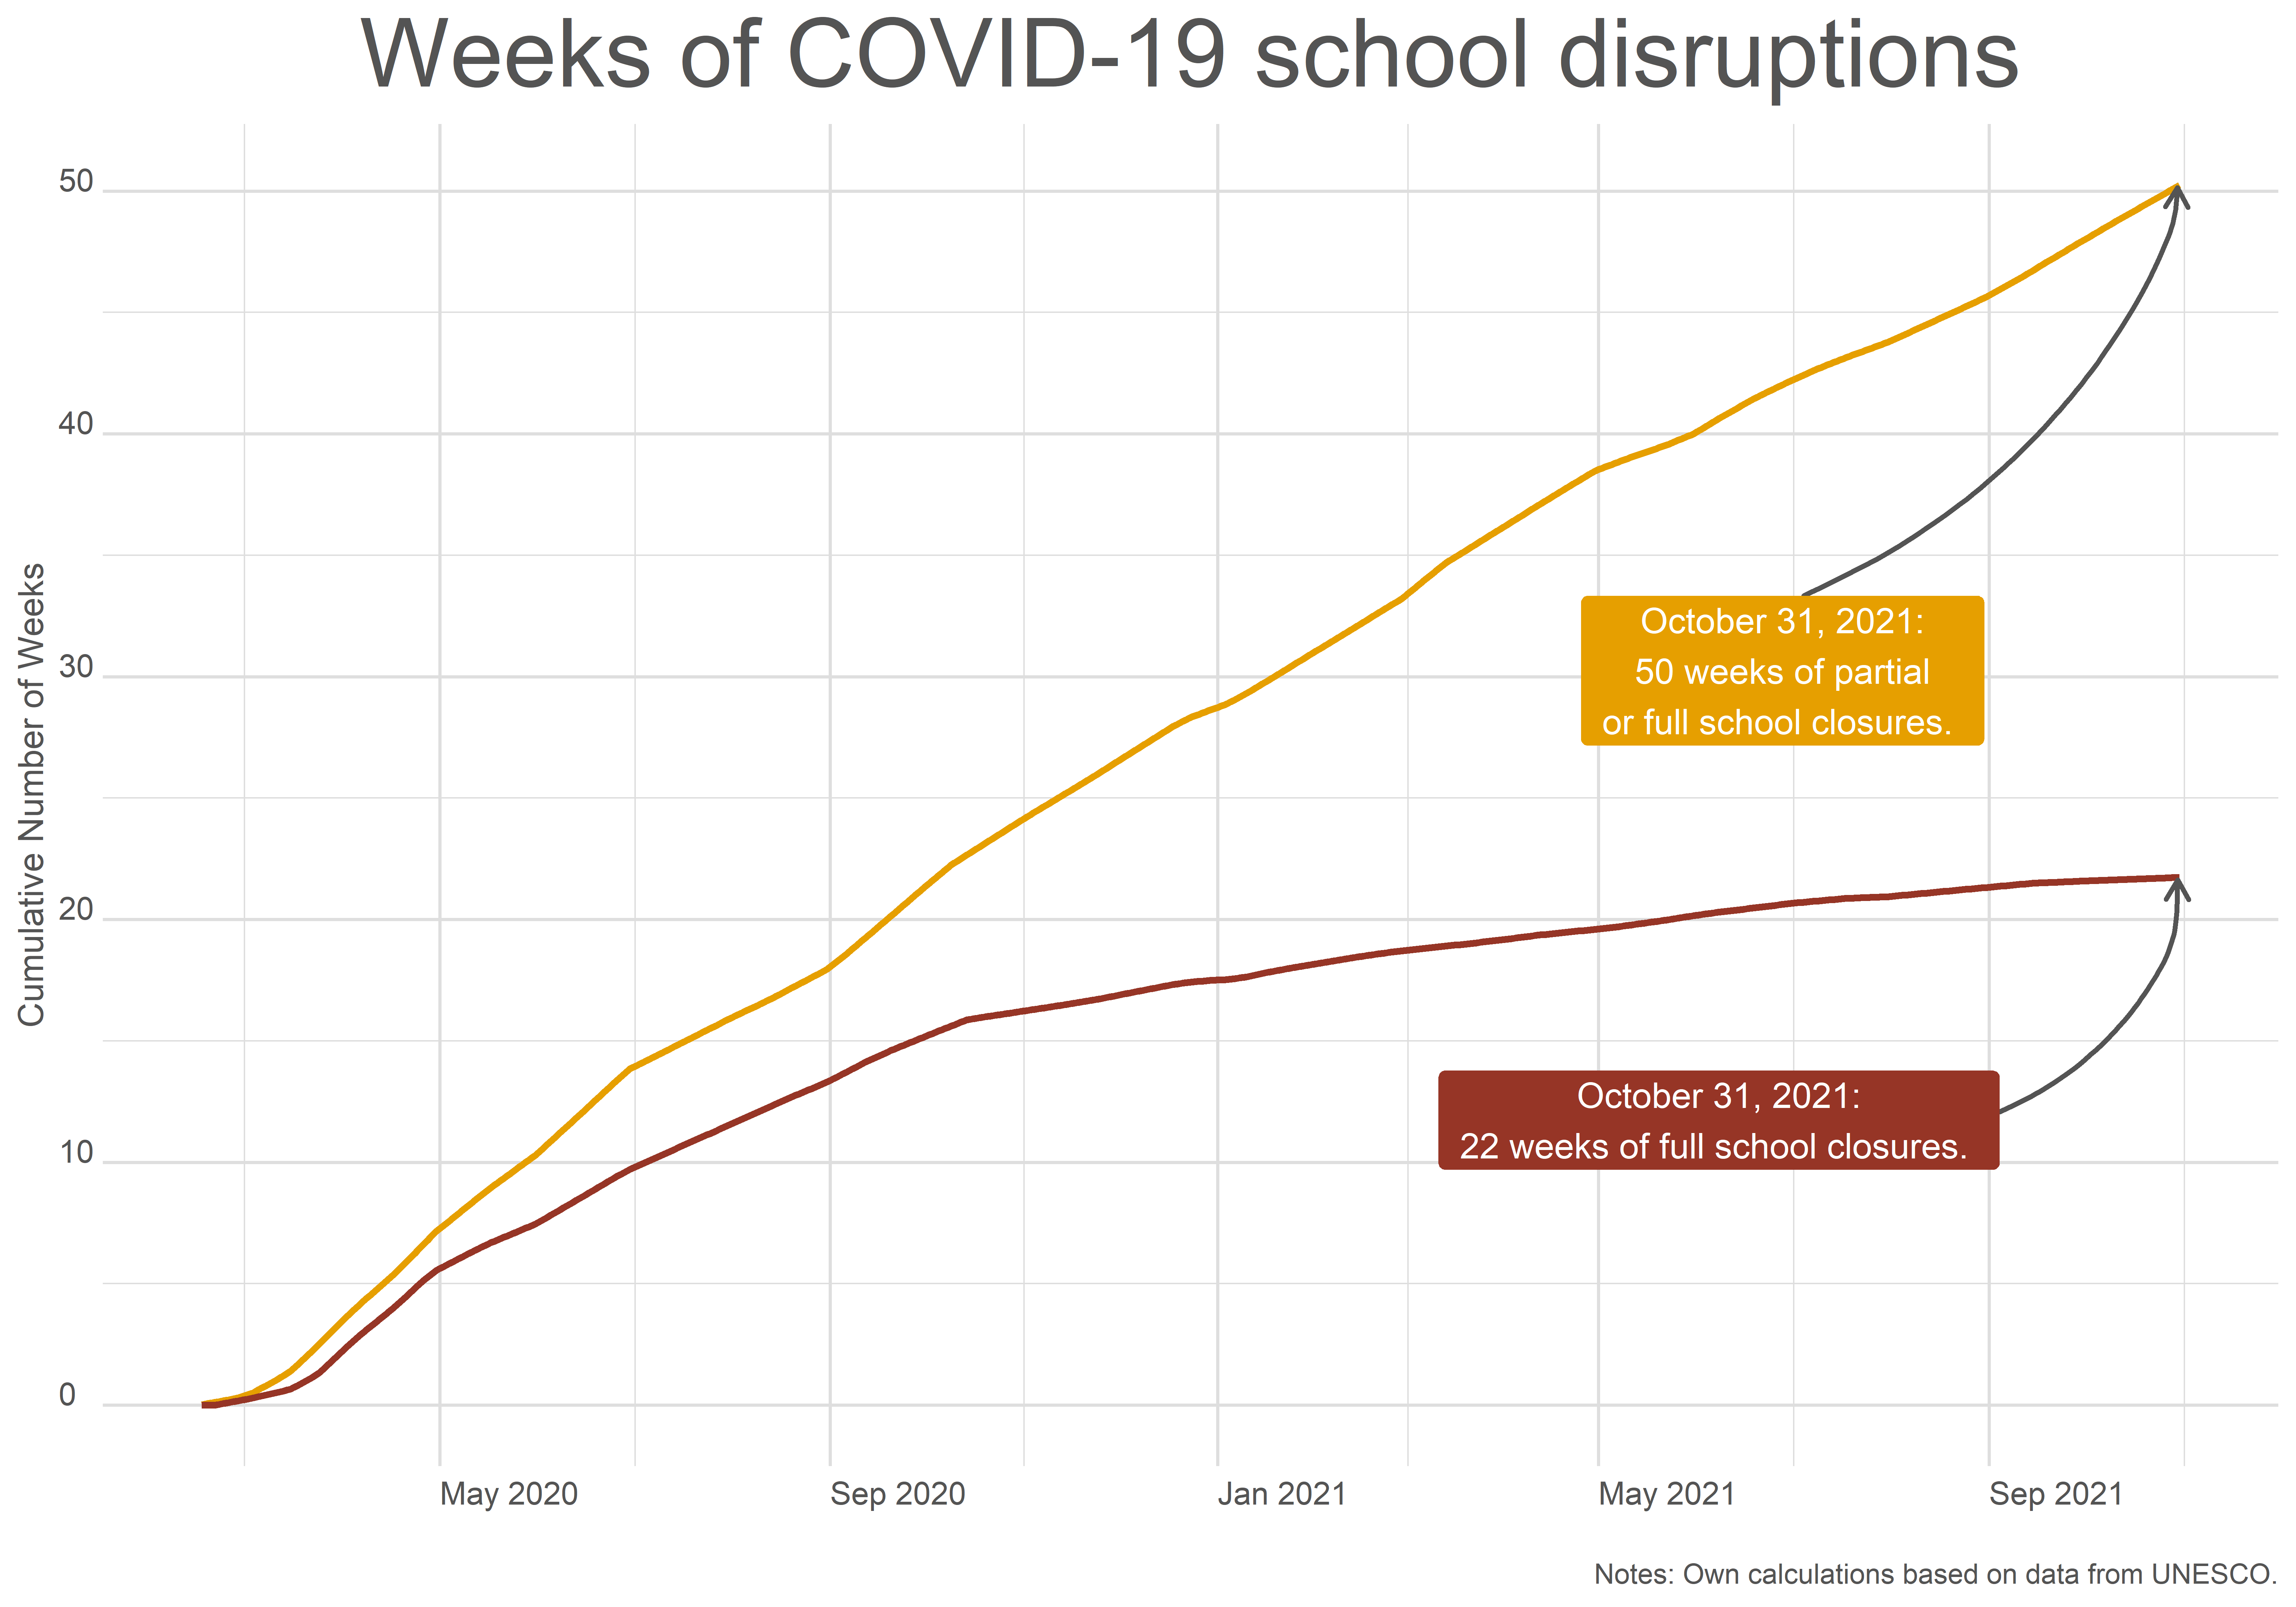 Weeks of COVID-19 school disruptions
Cumulative Number of Weeks
50
40
30
20
10
0
October 31, 2021:
50 weeks of partial
or full school closures.
October 31, 2021:
22 weeks of full school closures.
May 2020
Sep 2020
Jan 2021
May 2021
Sep 2021
Notes: Own calculations based on data from UNESCO.